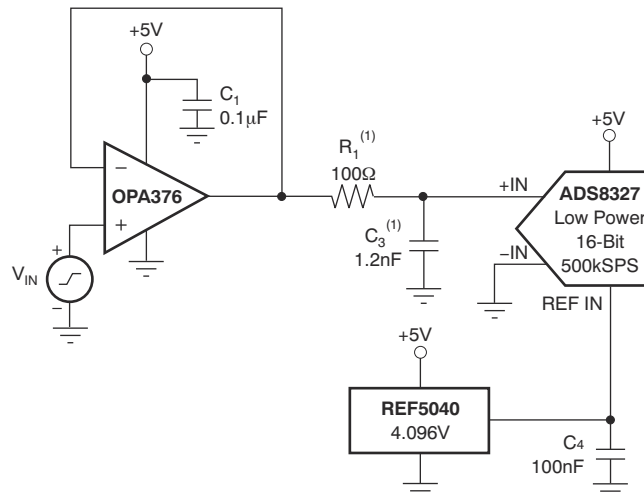 +5V
C1
0.1μF
−
OPA376
+
+
VIN
−
R1(1)
100Ω
C3(1)
1.2nF
+5V
+IN
ADS8327
Low Power
16-Bit
500kSPS
−IN
REF IN
+5V
REF5040
4.096V
C4
100nF